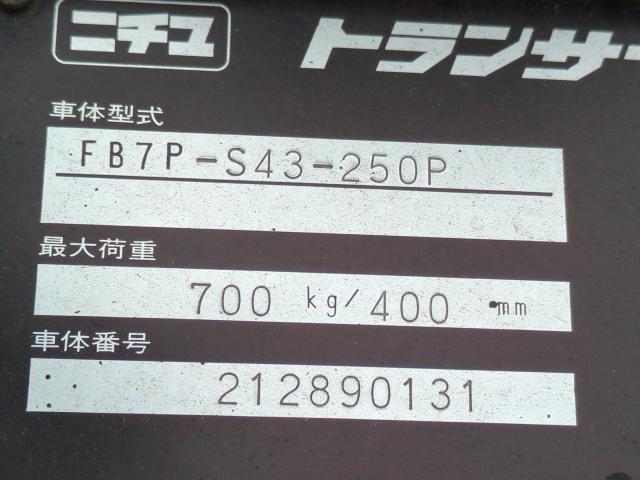 ニチユ
トランサー
車体型式
FB7P-S43-250P
最大荷重
700 kg/400 mm
車体番号
212890131